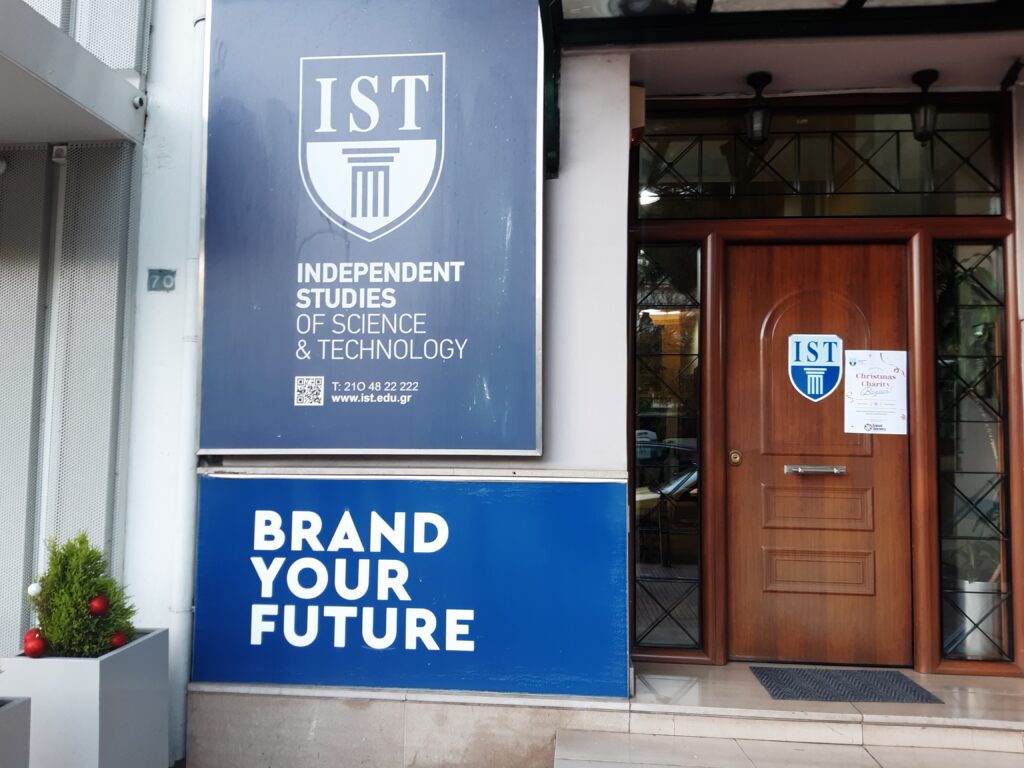 IST
INDEPENDENT
STUDIES
OF SCIENCE
& TECHNOLOGY
T: 210 48 22 222
www.ist.edu.gr
70
BRAND
YOUR
FUTURE
IST
Christmas
Charity
Bazaar